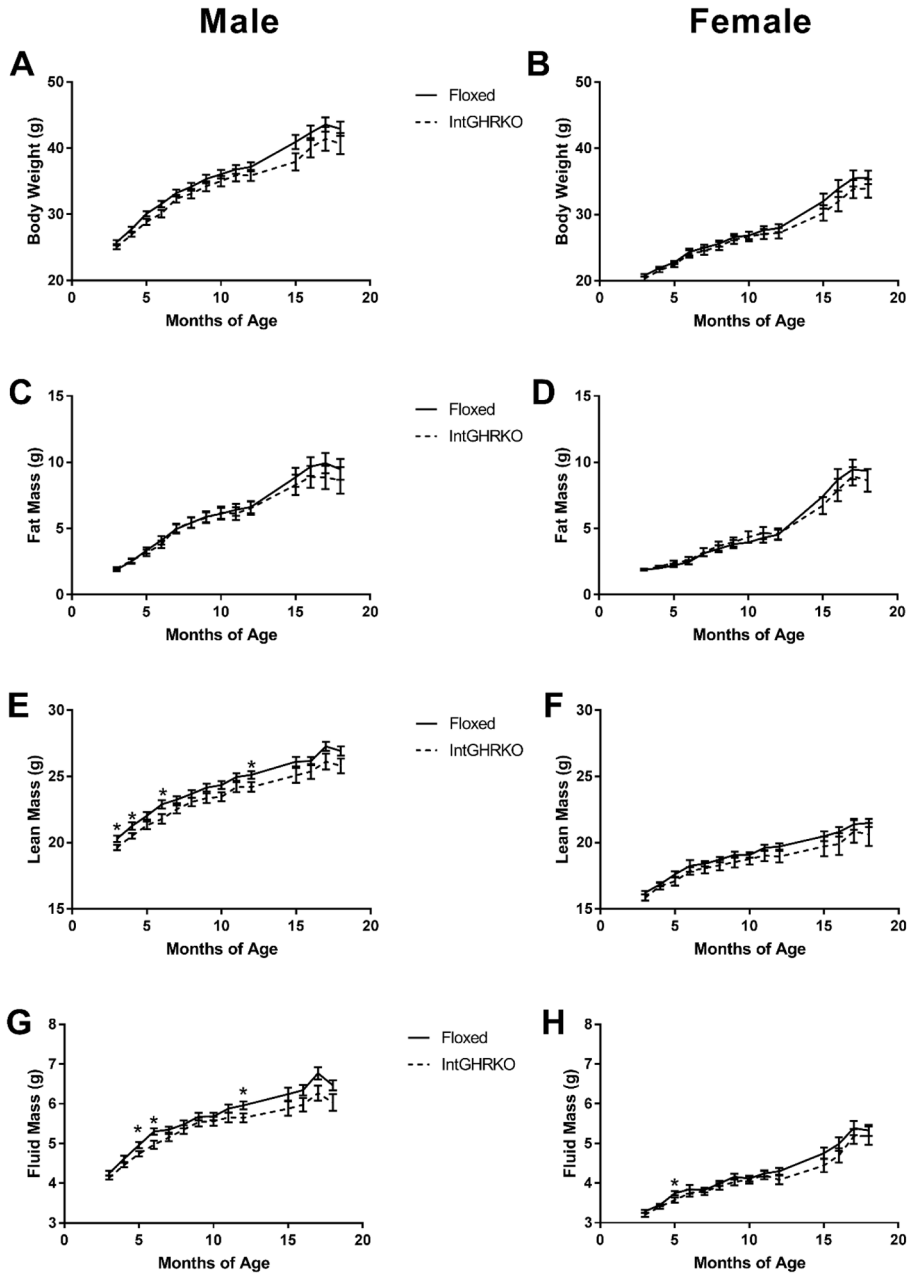 Male Female
A B
50 50
Floxed
IntGHRKO
40 40
Body Weight (g) Body Weight (g)
30 30
20 20
0 5 10 15 20 0 5 10 15 20
Months of Age Months of Age
C D
15 15
Floxed
IntGHRKO
10 10
Fat Mass (g) Fat Mass (g)
5 5
0 0
0 5 10 15 20 0 5 10 15 20
Months of Age Months of Age
E F
30 30
Floxed
IntGHRKO
25 25
Lean Mass (g) Lean Mass (g)
* * * *
20 20
15 15
0 5 10 15 20 0 5 10 15 20
Months of Age Months of Age
G H
8 8
Floxed
IntGHRKO
7 7
6 6
Fluid Mass (g) Fluid Mass (g)
* * * *
5 5
4 4
3 3
0 5 10 15 20 0 5 10 15 20
Months of Age Months of Age